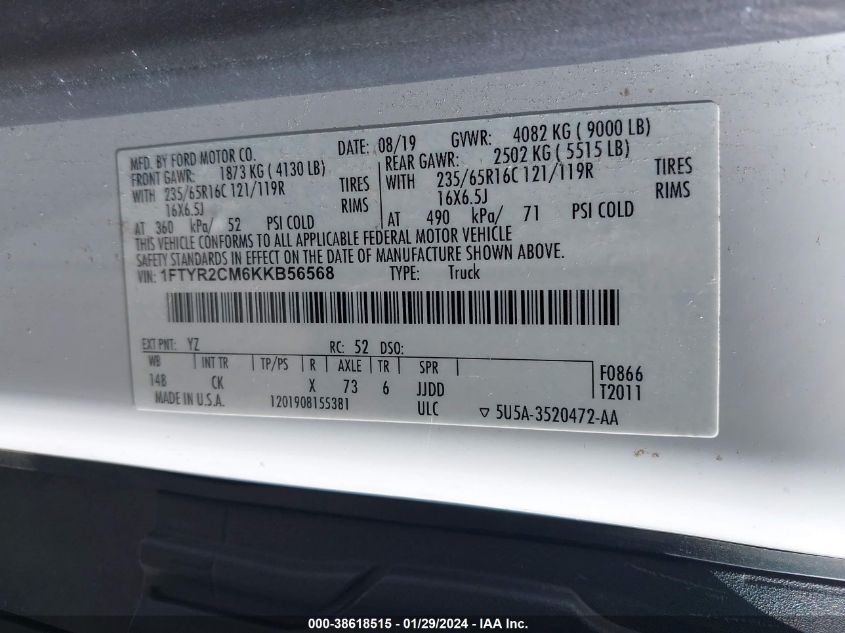 MFD. BY FORD MOTOR CO. DATE: 08/19 GVWR: 4082 KG ( 9000 LB)
FRONT GAWR: 1873 KG ( 4130 LB) REAR GAWR: 2502 KG ( 5515 LB)
WITH 235/65R16C 121/119R TIRES WITH 235/65R16C 121/119R TIRES
16X6.5J RIMS 16X6.5J RIMS
AT 360 kPa/ 52 PSI COLD AT 490 kPa/ 71 PSI COLD
THIS VEHICLE CONFORMS TO ALL APPLICABLE FEDERAL MOTOR VEHICLE
SAFETY STANDARDS IN EFFECT ON THE DATE OF MANUFACTURE SHOWN ABOVE.
VIN: 1FTYR2CM6KKB56568 TYPE: Truck
EXT PNT: YZ RC: 52 DSO:
WB INT TR TP/PS R AXLE TR SPR F0866
148 CK X 73 6 JJDD T2011
MADE IN U.S.A. 1201908155381 ULC ▽ 5U5A-3520472-AA
000-38618515 - 01/29/2024 - IAA Inc.